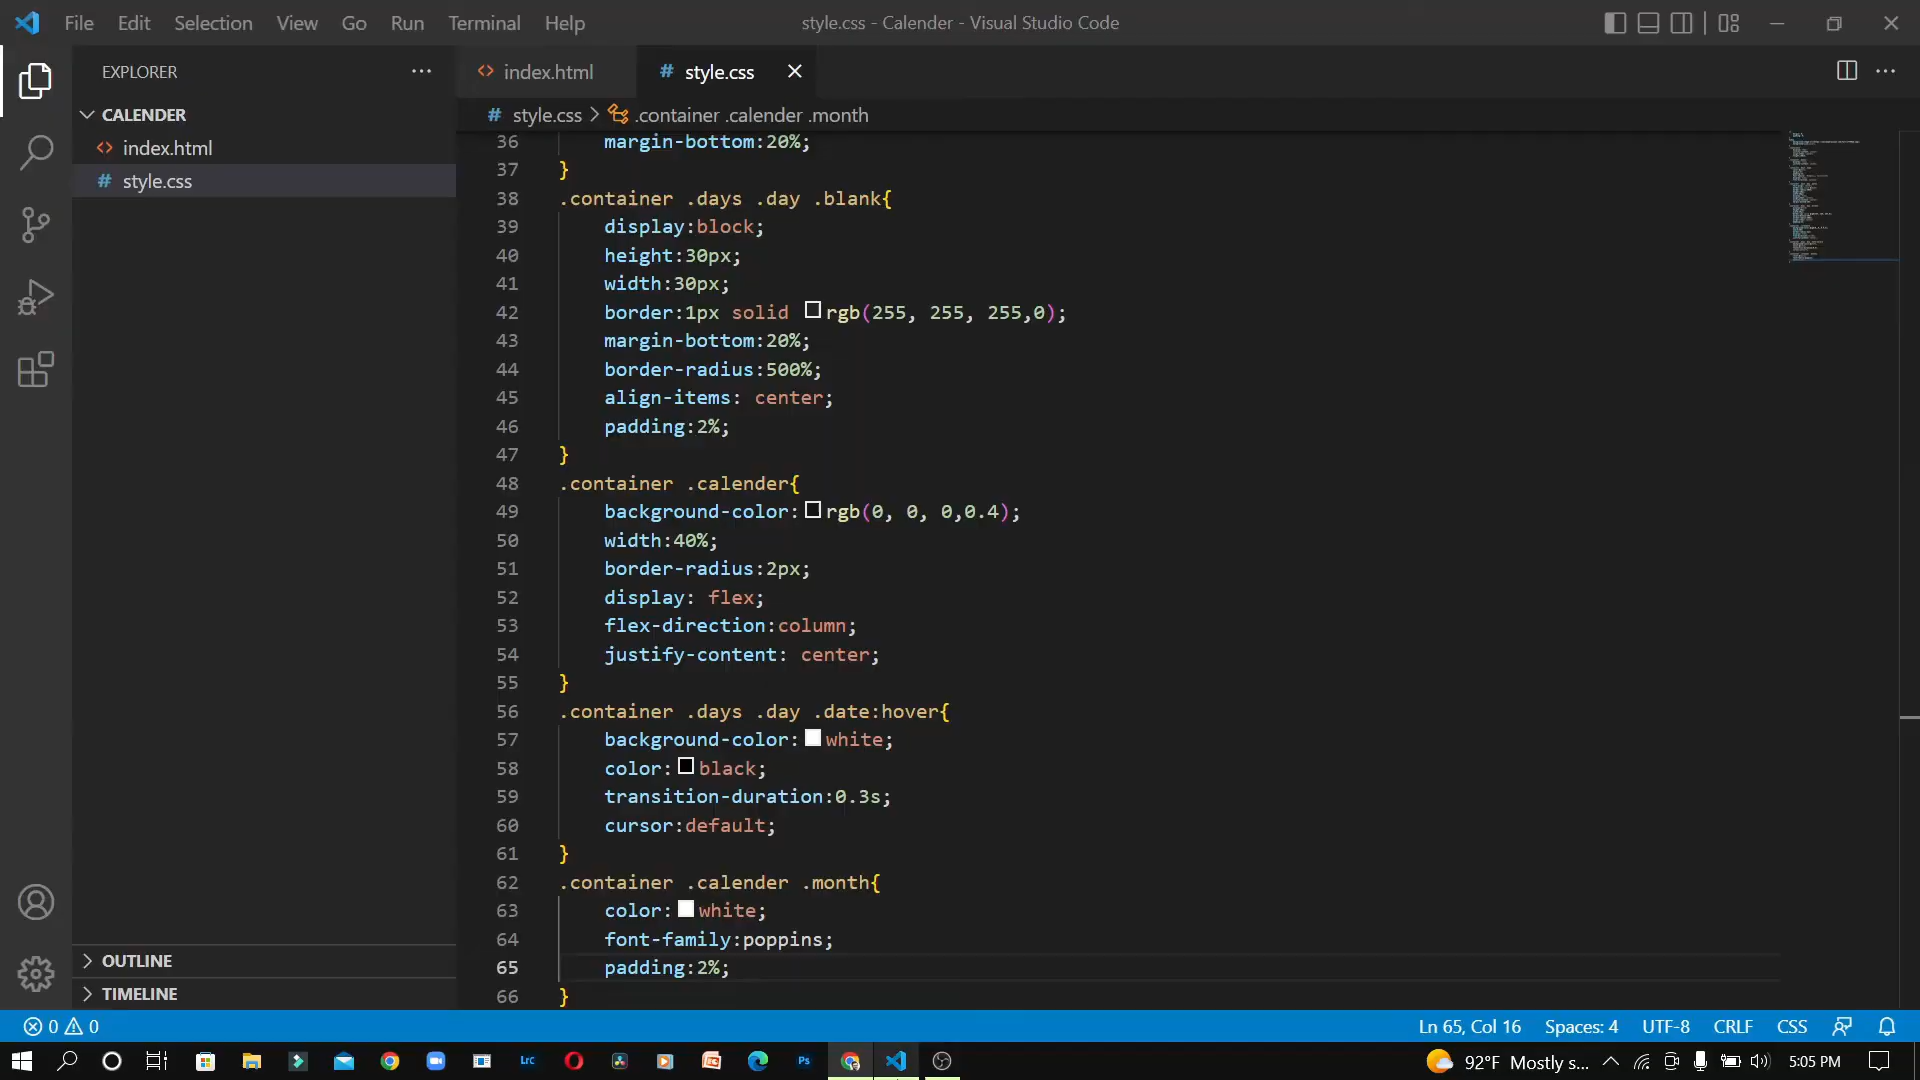 File Edit Selection View Go Run Terminal Help
style.css - Calender - Visual Studio Code
EXPLORER
CALENDER
index.html
style.css
OUTLINE
TIMELINE
index.html
# style.css
# style.css > .container .calender .month
36 margin-bottom:20%;
37 }
38 .container .days .day .blank{
39 display:block;
40 height:30px;
41 width:30px;
42 border:1px solid rgb(255, 255, 255,0);
43 margin-bottom:20%;
44 border-radius:500%;
45 align-items: center;
46 padding:2%;
47 }
48 .container .calender{
49 background-color:rgb(0, 0, 0,0.4);
50 width:40%;
51 border-radius:2px;
52 display: flex;
53 flex-direction:column;
54 justify-content: center;
55 }
56 .container .days .day .date:hover{
57 background-color:white;
58 color:black;
59 transition-duration:0.3s;
60 cursor:default;
61 }
62 .container .calender .month{
63 color:white;
64 font-family:poppins;
65 padding:2%;
66 }
0 0
Ln 65, Col 16 Spaces: 4 UTF-8 CRLF CSS
Lrc
Ps
92°F Mostly s...
5:05 PM